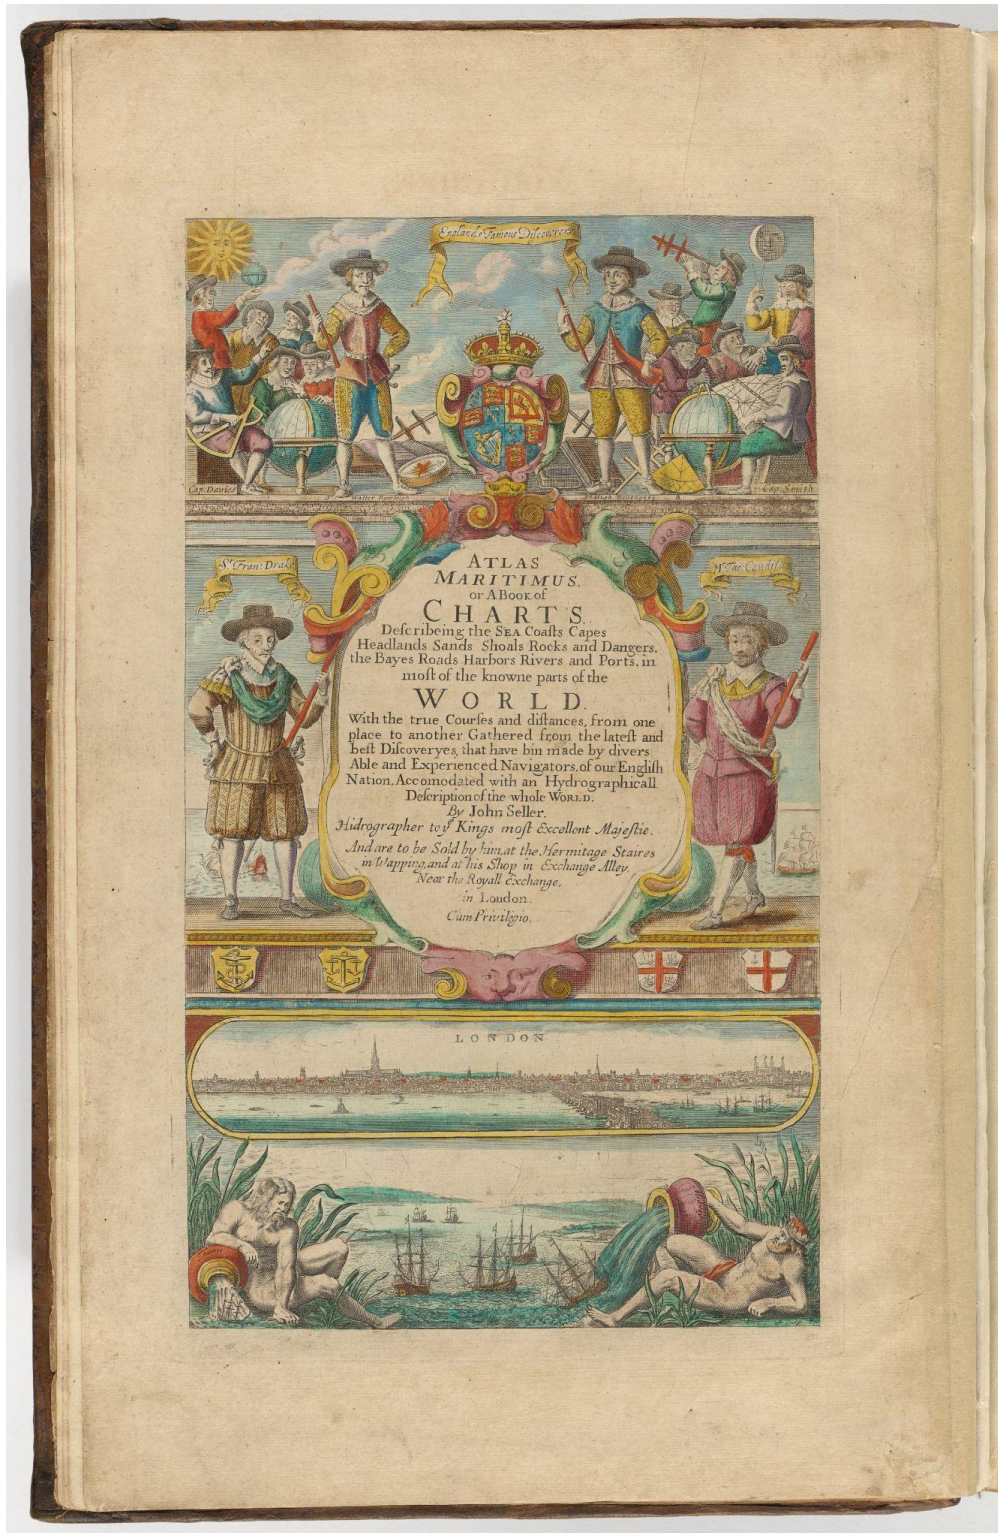 Englands Famous Discoverers
Cap: Davies
Walter Rawleigh
Cap: Smith
Sr. Fran: Drake
Mr. Tho: Candish
ATLAS
MARITIMUS.
or A BOOK of
CHARTS.
Deſcribeing the SEA Coaſts Capes
Headlands Sands Shoals Rocks and Dangers.
the Bayes Roads Harbors Rivers and Ports. in
moſt of the knowne parts of the
WORLD.
With the true Courſes and diſtances, from one
place to another Gathered from the lateſt and
beſt Diſcoveryes, that have bin made by divers
Able and Experienced Navigators, of our Engliſh
Nation, Accomodated with an Hydrographicall
Deſcription of the whole WORLD.
By John Seller.
Hidrographer to yᵉ Kings moſt Excellent Majeſtie.
And are to be Sold by him, at the Hermitage Staires
in Wapping, and at his Shop in Exchange Alley.
Near the Royall Exchange,
in London.
Cum Privilegio.
LONDON